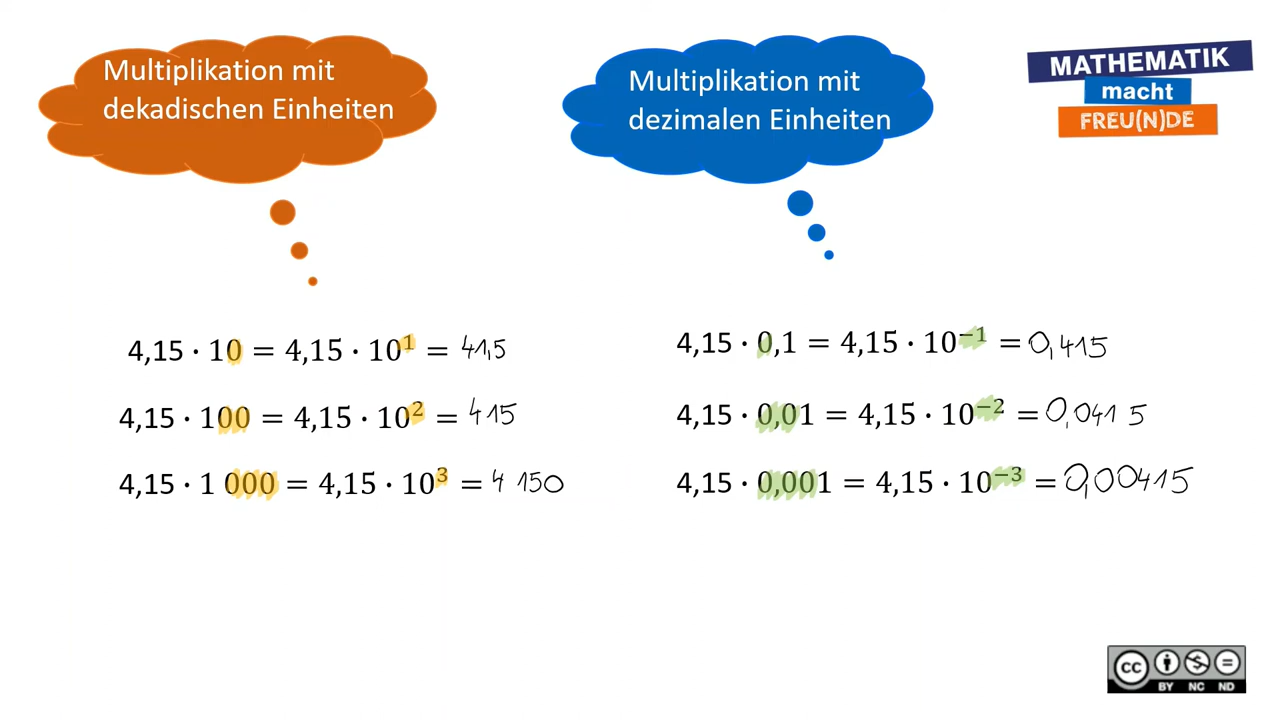 Multiplikation mit
dekadischen Einheiten
Multiplikation mit
dezimalen Einheiten
MATHEMATIK
macht
FREU(N)DE
4,15 · 10 = 4,15 · 10¹ = 41,5
4,15 · 100 = 4,15 · 10² = 415
4,15 · 1 000 = 4,15 · 10³ = 4 150
4,15 · 0,1 = 4,15 · 10⁻¹ = 0,415
4,15 · 0,01 = 4,15 · 10⁻² = 0,0415
4,15 · 0,001 = 4,15 · 10⁻³ = 0,00415
cc
BY NC ND